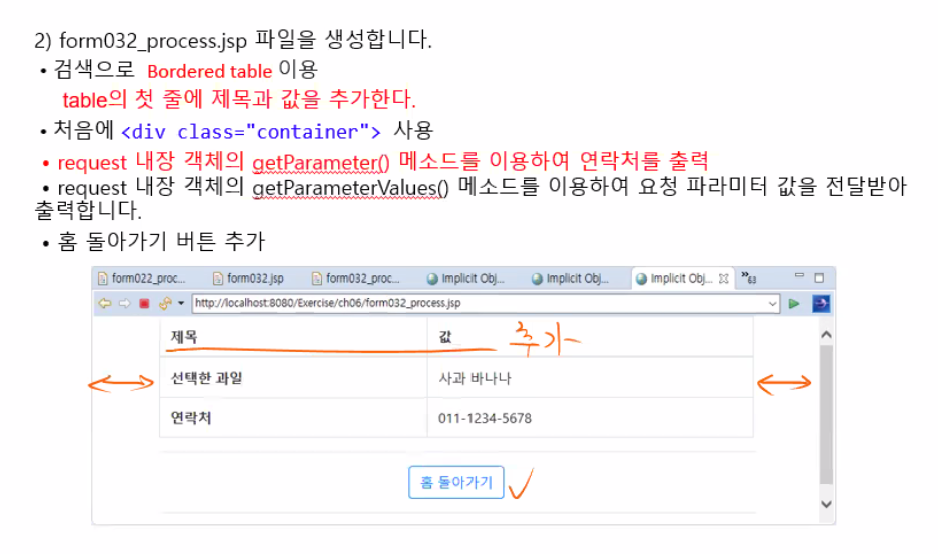 2) form032_process.jsp 파일을 생성합니다.
• 검색으로 Bordered table 이용
table의 첫 줄에 제목과 값을 추가한다.
• 처음에 <div class="container"> 사용
• request 내장 객체의 getParameter() 메소드를 이용하여 연락처를 출력
• request 내장 객체의 getParameterValues() 메소드를 이용하여 요청 파라미터 값을 전달받아
출력합니다.
• 홈 돌아가기 버튼 추가
form022_proc... form032.jsp form032_proc... Implicit Obj... Implicit Obj... Implicit Obj... »63
http://localhost:8080/Exercise/ch06/form032_process.jsp
제목 값 추가
선택한 과일 사과 바나나
연락처 011-1234-5678
홈 돌아가기